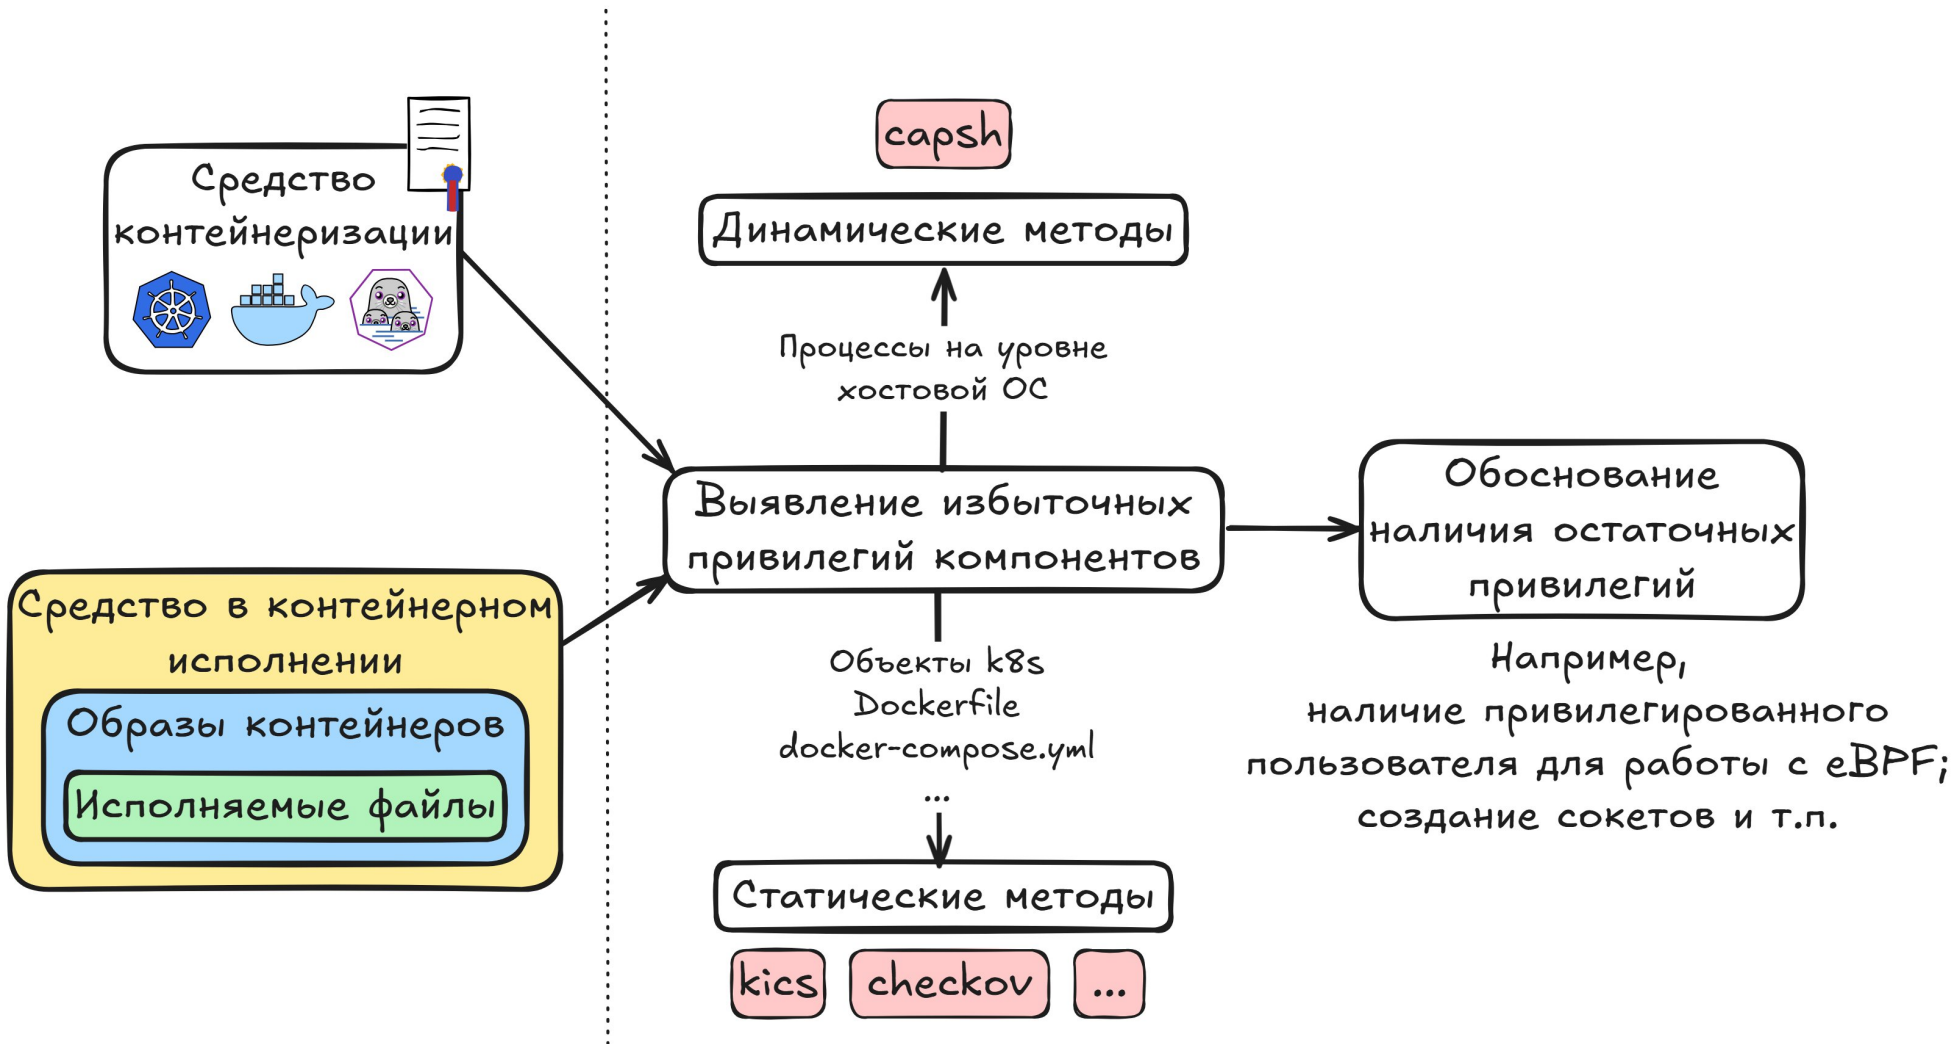 Средство
контейнеризации
Средство в контейнерном
исполнении
Образы контейнеров
Исполняемые файлы
capsh
Динамические методы
Процессы на уровне
хостовой ОС
Выявление избыточных
привилегий компонентов
Объекты k8s
Dockerfile
docker-compose.yml
...
Статические методы
kics
checkov
...
Обоснование
наличия остаточных
привилегий
Например,
наличие привилегированного
пользователя для работы с eBPF;
создание сокетов и т.п.